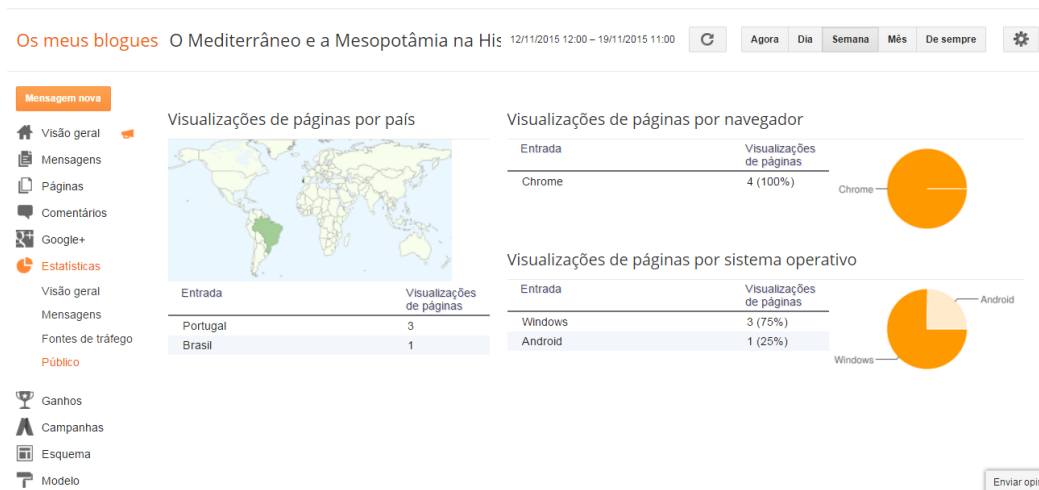 Os meus blogues O Mediterrâneo e a Mesopotâmia na His 12/11/2015 12:00 – 19/11/2015 11:00 Agora Dia Semana Mês De sempre
Mensagem nova
Visão geral
Mensagens
Páginas
Comentários
Google+
Estatísticas
Visão geral
Mensagens
Fontes de tráfego
Público
Ganhos
Campanhas
Esquema
Modelo
Visualizações de páginas por país
Entrada Visualizações
de páginas
Portugal 3
Brasil 1
Visualizações de páginas por navegador
Entrada Visualizações
de páginas
Chrome 4 (100%)
Chrome
Visualizações de páginas por sistema operativo
Entrada Visualizações
de páginas
Windows 3 (75%)
Android 1 (25%)
Android
Windows
Enviar opi